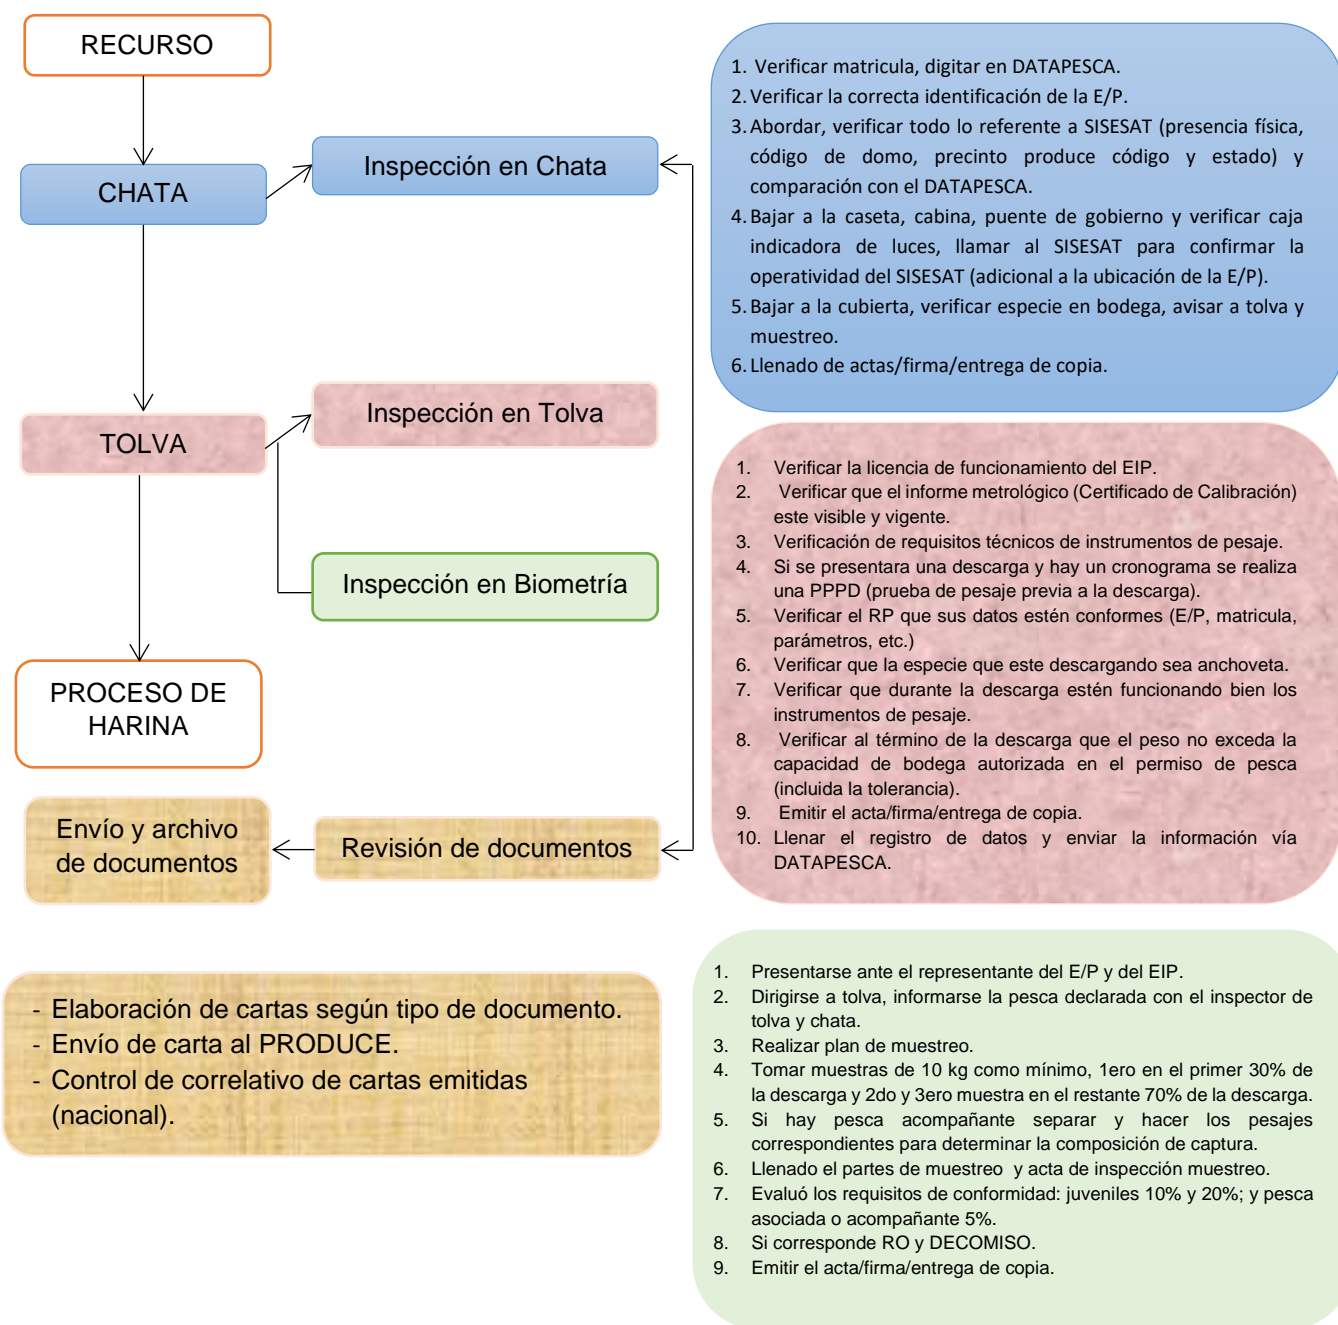 RECURSO
CHATA
Inspección en Chata
TOLVA
Inspección en Tolva
Inspección en Biometría
PROCESO DE
HARINA
Envío y archivo
de documentos
Revisión de documentos
- Elaboración de cartas según tipo de documento.
- Envío de carta al PRODUCE.
- Control de correlativo de cartas emitidas
(nacional).
1. Verificar matricula, digitar en DATAPESCA.
2. Verificar la correcta identificación de la E/P.
3. Abordar, verificar todo lo referente a SISESAT (presencia física,
código de domo, precinto produce código y estado) y
comparación con el DATAPESCA.
4. Bajar a la caseta, cabina, puente de gobierno y verificar caja
indicadora de luces, llamar al SISESAT para confirmar la
operatividad del SISESAT (adicional a la ubicación de la E/P).
5. Bajar a la cubierta, verificar especie en bodega, avisar a tolva y
muestreo.
6. Llenado de actas/firma/entrega de copia.
1. Verificar la licencia de funcionamiento del EIP.
2. Verificar que el informe metrológico (Certificado de Calibración)
este visible y vigente.
3. Verificación de requisitos técnicos de instrumentos de pesaje.
4. Si se presentara una descarga y hay un cronograma se realiza
una PPPD (prueba de pesaje previa a la descarga).
5. Verificar el RP que sus datos estén conformes (E/P, matricula,
parámetros, etc.)
6. Verificar que la especie que este descargando sea anchoveta.
7. Verificar que durante la descarga estén funcionando bien los
instrumentos de pesaje.
8. Verificar al término de la descarga que el peso no exceda la
capacidad de bodega autorizada en el permiso de pesca
(incluida la tolerancia).
9. Emitir el acta/firma/entrega de copia.
10. Llenar el registro de datos y enviar la información vía
DATAPESCA.
1. Presentarse ante el representante del E/P y del EIP.
2. Dirigirse a tolva, informarse la pesca declarada con el inspector de
tolva y chata.
3. Realizar plan de muestreo.
4. Tomar muestras de 10 kg como mínimo, 1ero en el primer 30% de
la descarga y 2do y 3ero muestra en el restante 70% de la descarga.
5. Si hay pesca acompañante separar y hacer los pesajes
correspondientes para determinar la composición de captura.
6. Llenado el partes de muestreo y acta de inspección muestreo.
7. Evaluó los requisitos de conformidad: juveniles 10% y 20%; y pesca
asociada o acompañante 5%.
8. Si corresponde RO y DECOMISO.
9. Emitir el acta/firma/entrega de copia.